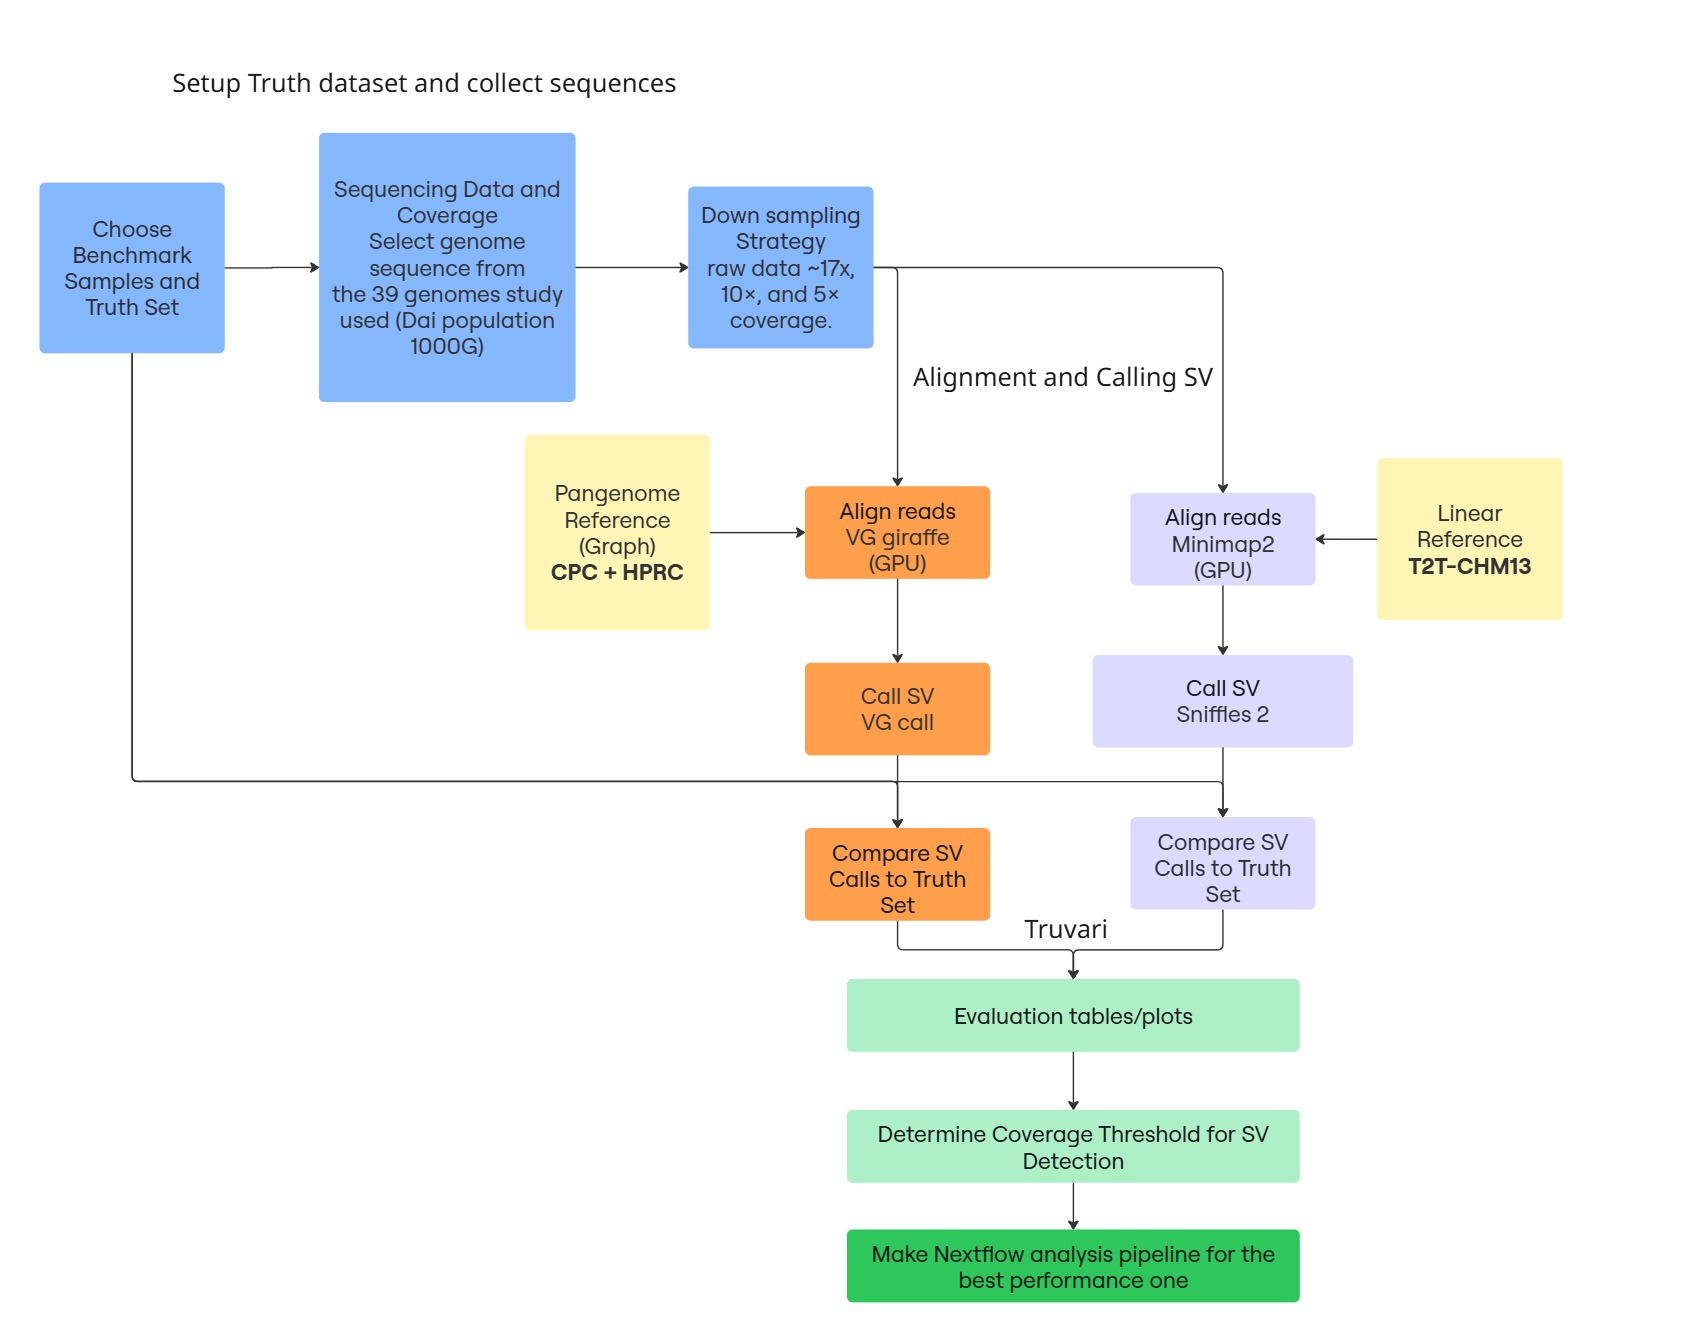 Setup Truth dataset and collect sequences
Choose
Benchmark
Samples and
Truth Set
Sequencing Data and
Coverage
Select genome
sequence from
the 39 genomes study
used (Dai population
1000G)
Down sampling
Strategy
raw data ~17x,
10×, and 5×
coverage.
Alignment and Calling SV
Pangenome
Reference
(Graph)
CPC + HPRC
Align reads
VG giraffe
(GPU)
Align reads
Minimap2
(GPU)
Linear
Reference
T2T-CHM13
Call SV
VG call
Call SV
Sniffles 2
Compare SV
Calls to Truth
Set
Compare SV
Calls to Truth
Set
Truvari
Evaluation tables/plots
Determine Coverage Threshold for SV
Detection
Make Nextflow analysis pipeline for the
best performance one